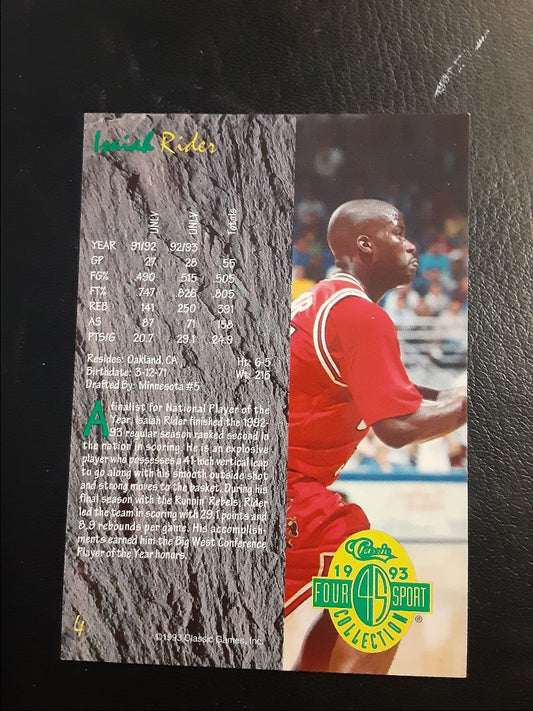 Isaiah Rider
UNLV UNLV Totals
YEAR 91/92 92/93
GP 27 28 55
FG% .490 .515 .505
FT% .747 .826 .805
REB 141 250 391
AS 87 71 158
PTS/G 20.7 29.1 24.9
Resides: Oakland, CA Ht: 6-5
Birthdate: 3-12-71 Wt: 215
Drafted By: Minnesota #5
A finalist for National Player of the
Year, Isaiah Rider finished the 1992-
93 regular season ranked second in
the nation in scoring. He is an explosive
player who possesses a 41-inch vertical leap
to go along with his smooth outside shot
and strong moves to the basket. During his
final season with the Runnin' Rebels, Rider
led the team in scoring with 29.1 points and
8.9 rebounds per game. His accomplish-
ments earned him the Big West Conference
Player of the Year honors.
Classic
1993
FOUR 4S SPORT
COLLECTION
®
4
©1993 Classic Games, Inc.